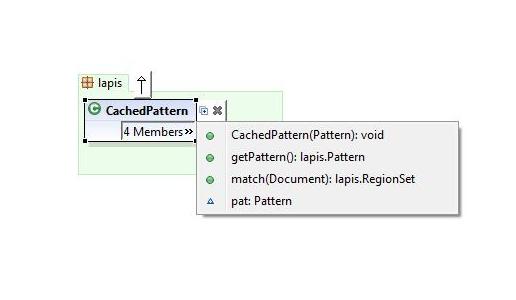 lapis
CachedPattern
4 Members»
CachedPattern(Pattern): void
getPattern(): lapis.Pattern
match(Document): lapis.RegionSet
pat: Pattern